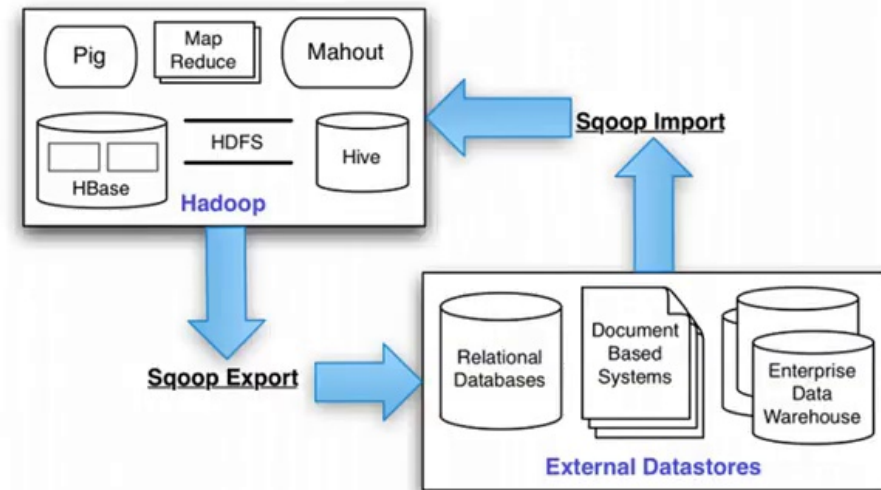 Pig
Map
Reduce
Mahout
HBase
HDFS
Hive
Hadoop
Sqoop Import
Sqoop Export
Relational
Databases
Document
Based
Systems
Enterprise
Data
Warehouse
External Datastores